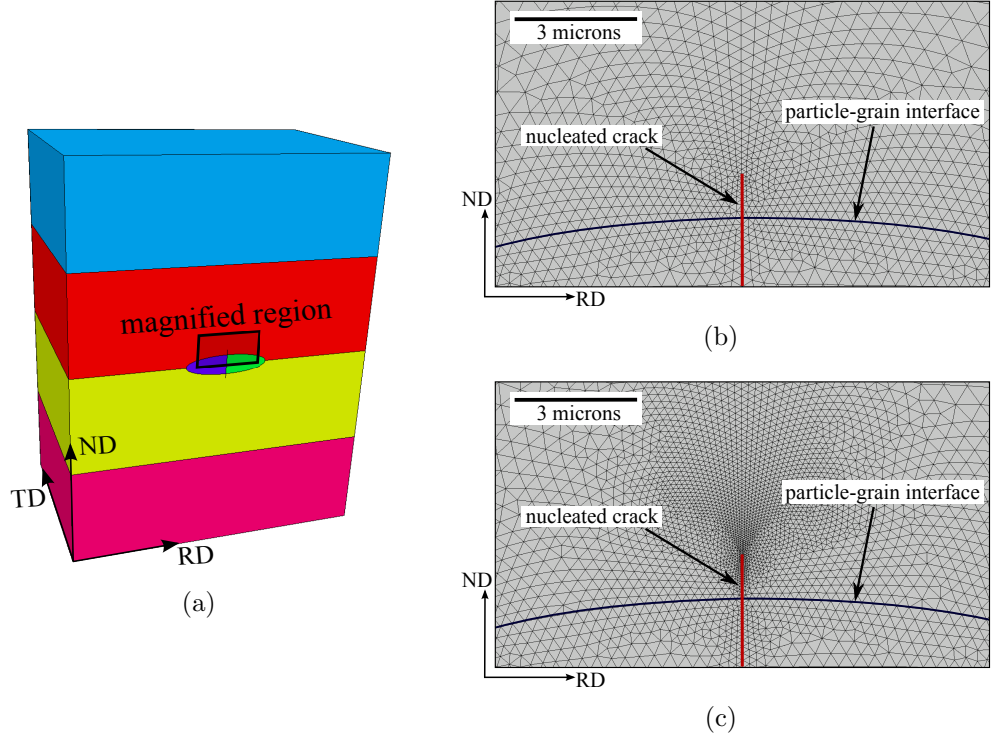 magnified region
ND
TD
RD
(a)
3 microns
particle-grain interface
nucleated crack
ND
RD
(b)
3 microns
particle-grain interface
nucleated crack
ND
RD
(c)